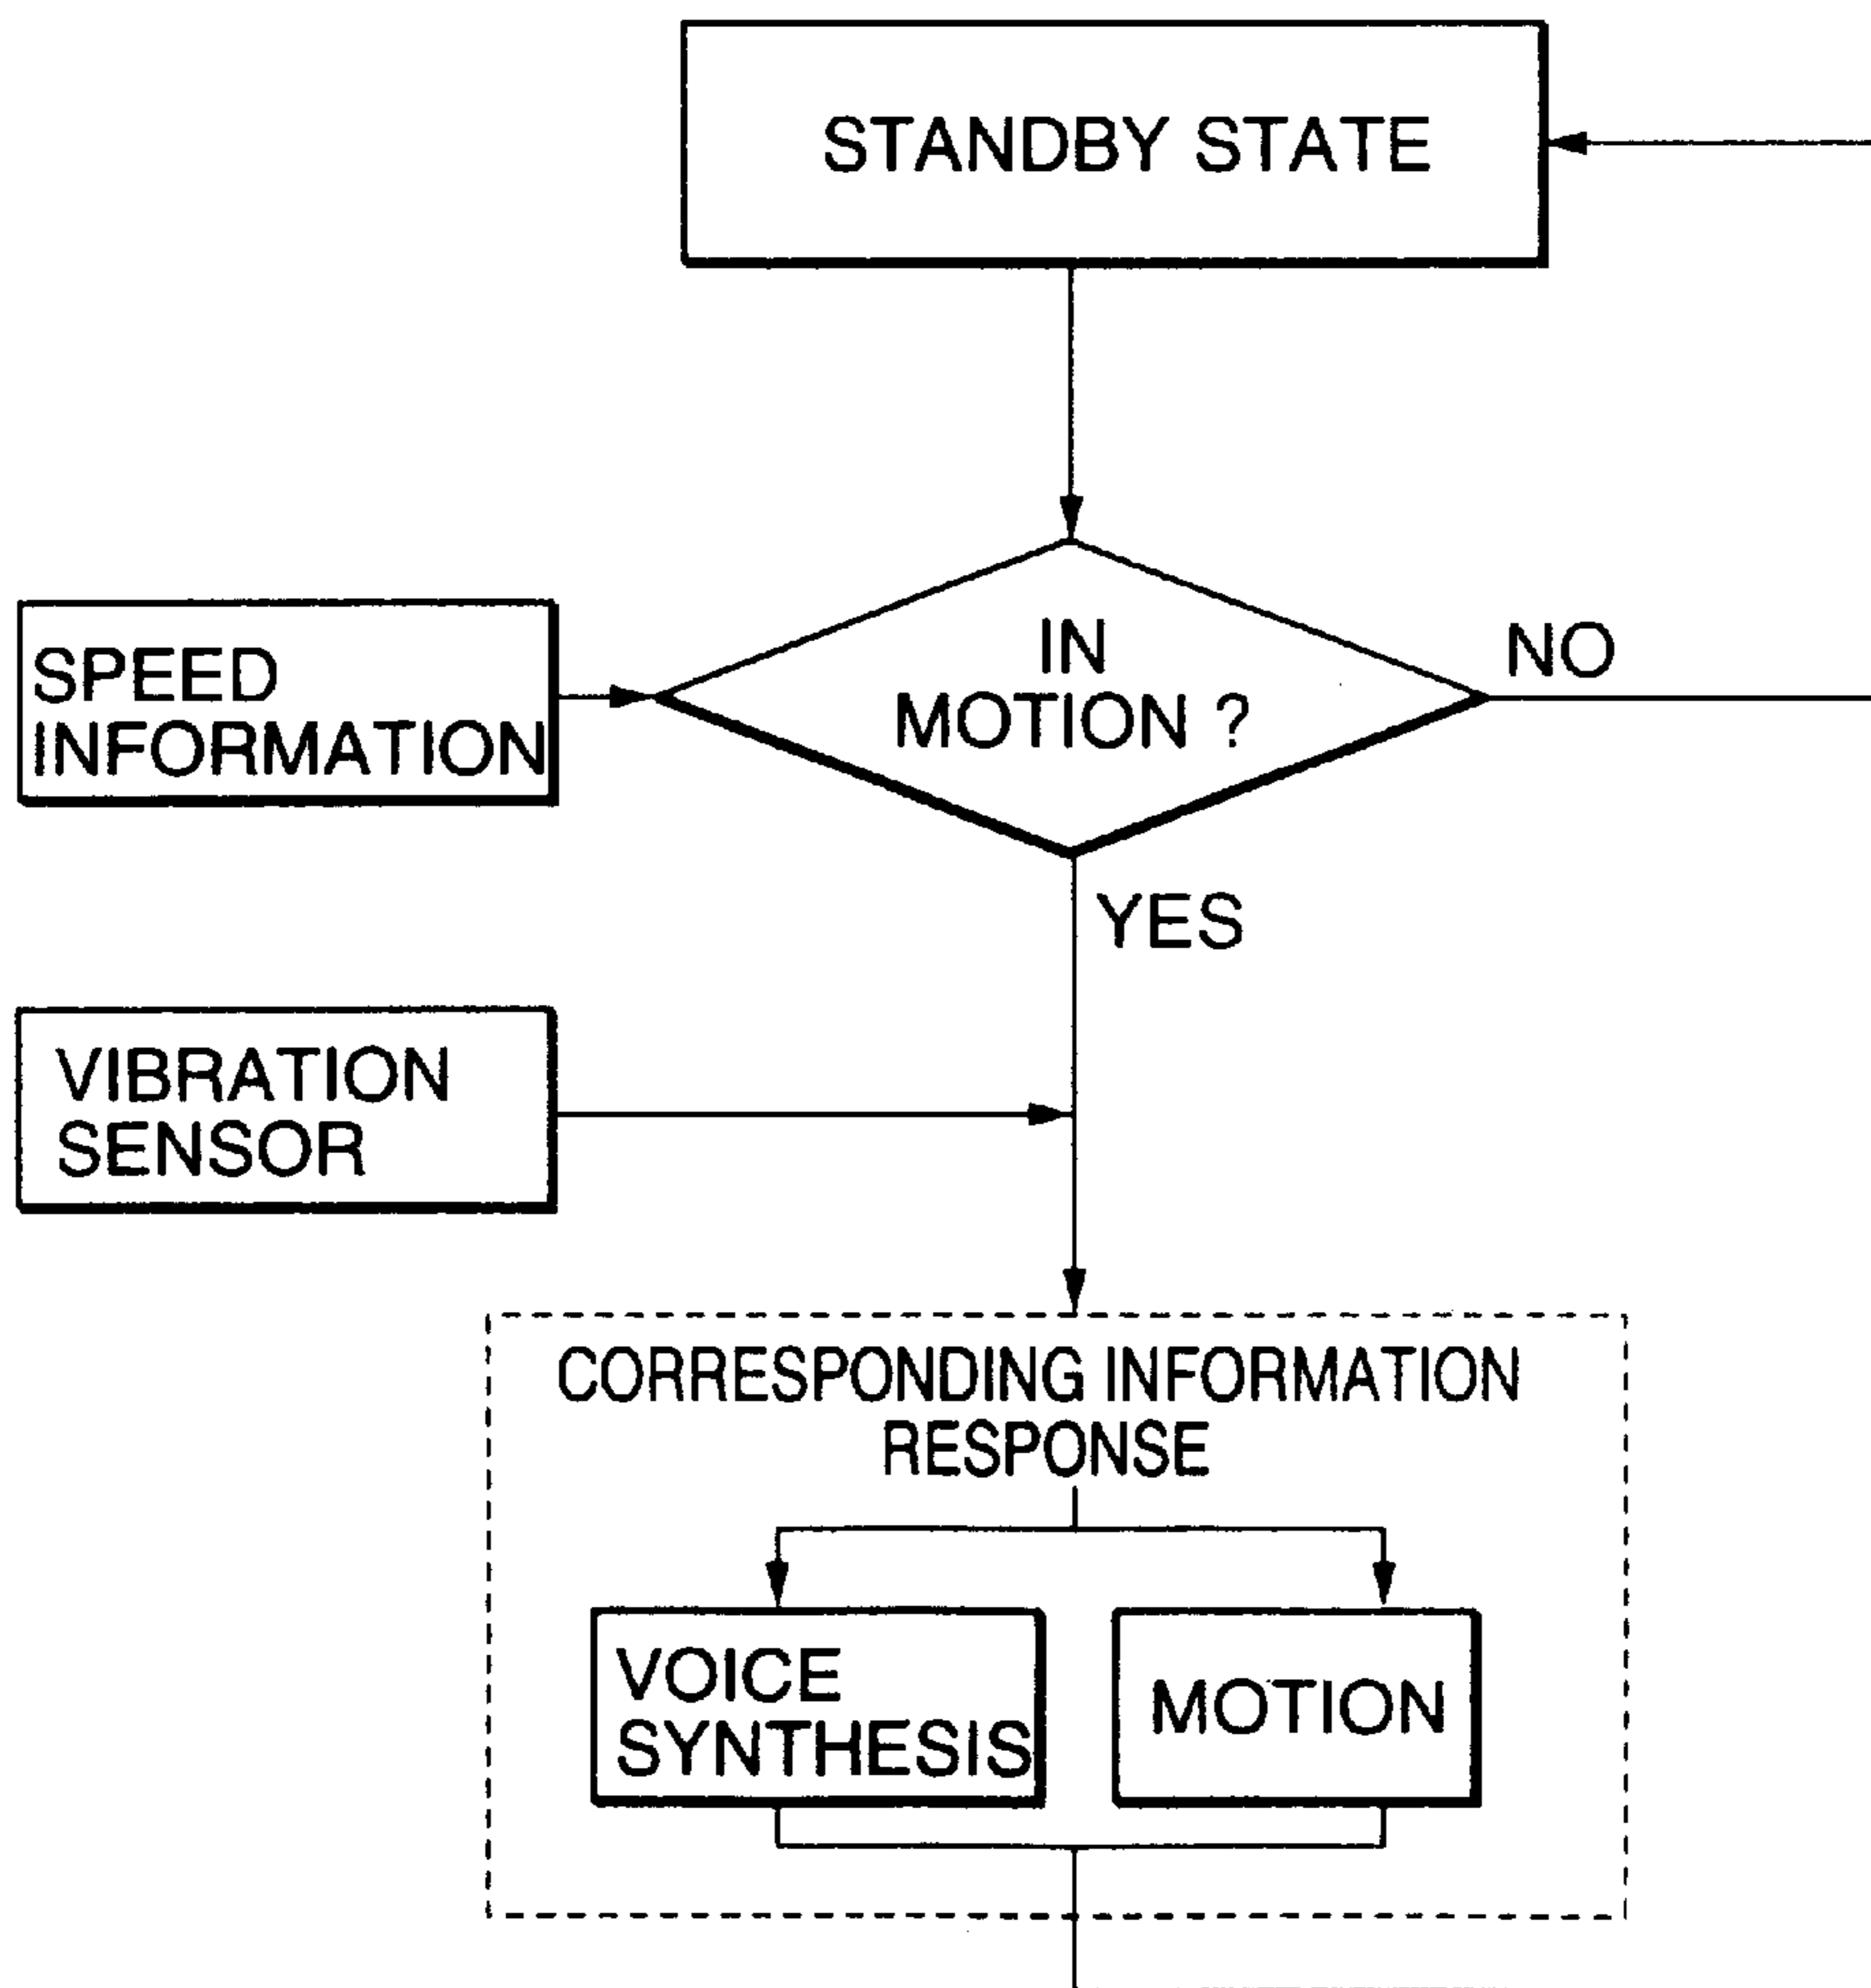 STANDBY STATE
SPEED
INFORMATION
IN
MOTION ?
NO
YES
VIBRATION
SENSOR
CORRESPONDING INFORMATION
RESPONSE
VOICE
SYNTHESIS
MOTION